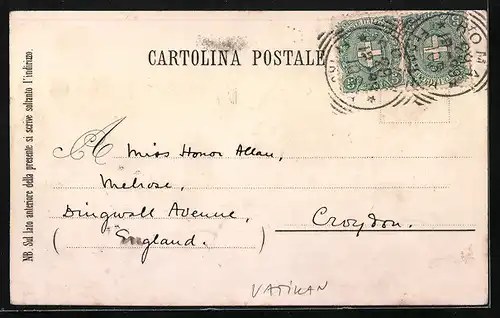 CARTOLINA POSTALE
ROMA
NB. Sul lato anteriore della presente si scrive soltanto l'indirizzo.
A Miss Honor Allan,
Melrose,
Dingwall Avenue,
Croydon.
(England.)
VATIKAN